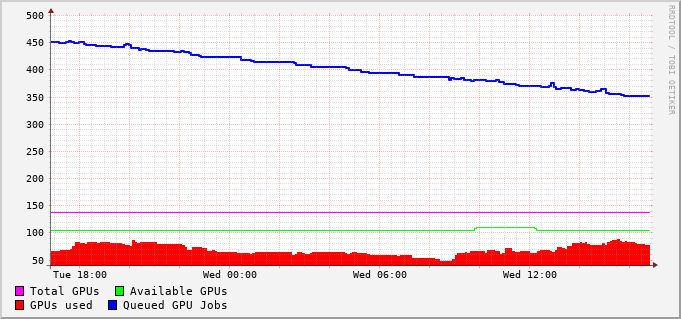 500
450
400
350
300
250
200
150
100
50
Tue 18:00 Wed 00:00 Wed 06:00 Wed 12:00
Total GPUs Available GPUs
GPUs used Queued GPU Jobs
RRDTOOL / TOBI OETIKER